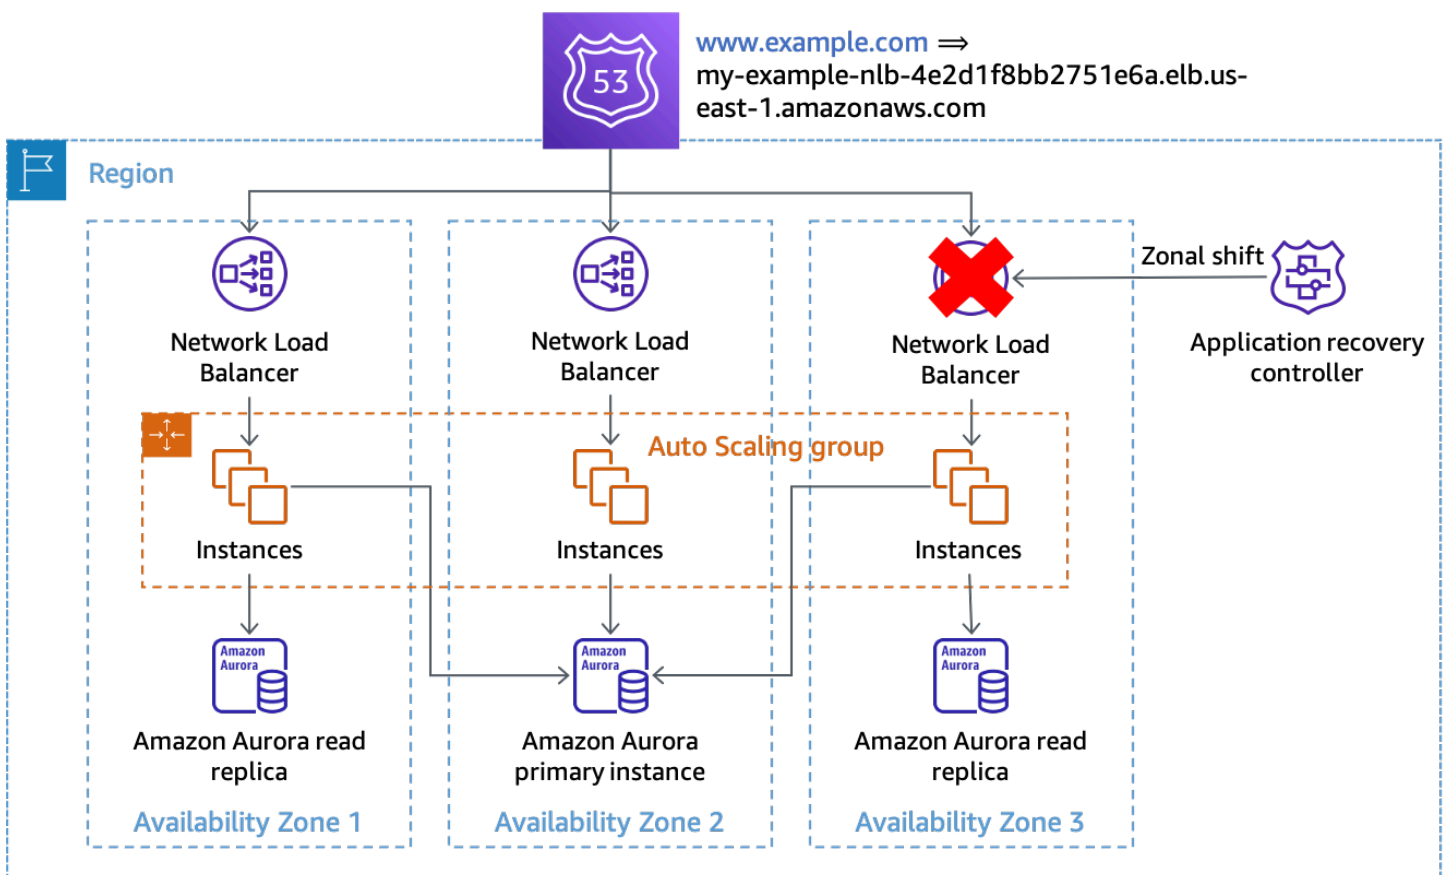 53
www.example.com ⟹
my-example-nlb-4e2d1f8bb2751e6a.elb.us-
east-1.amazonaws.com
Region
Zonal shift
Network Load
Balancer
Network Load
Balancer
Network Load
Balancer
Application recovery
controller
Auto Scaling group
Instances
Instances
Instances
Amazon
Aurora
Amazon
Aurora
Amazon
Aurora
Amazon Aurora read
replica
Amazon Aurora
primary instance
Amazon Aurora read
replica
Availability Zone 1
Availability Zone 2
Availability Zone 3